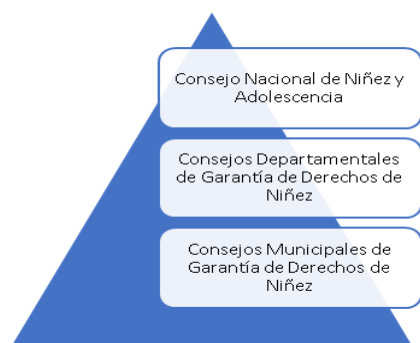 Consejo Nacional de Niñez y
Adolescencia
Consejos Departamentales
de Garantía de Derechos de
Niñez
Consejos Municipales de
Garantía de Derechos de
Niñez